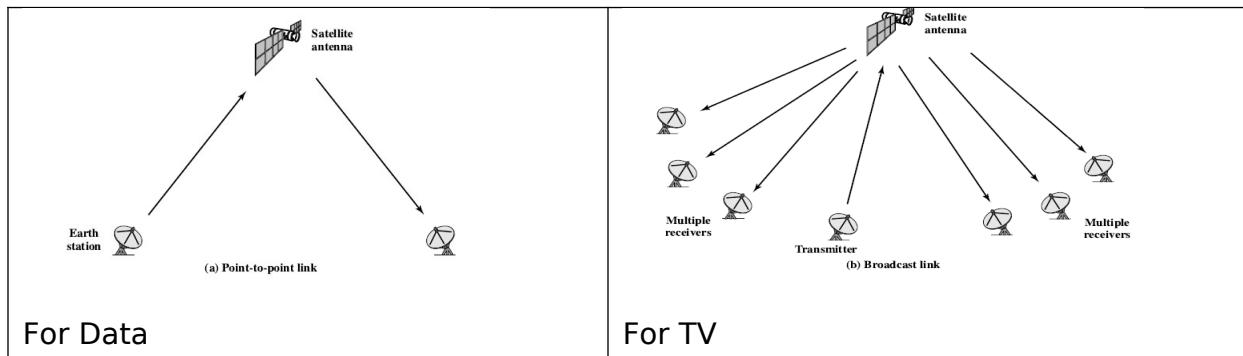 Satellite
antenna
Earth
station
(a) Point-to-point link
For Data
Satellite
antenna
Multiple
receivers
Transmitter
Multiple
receivers
(b) Broadcast link
For TV